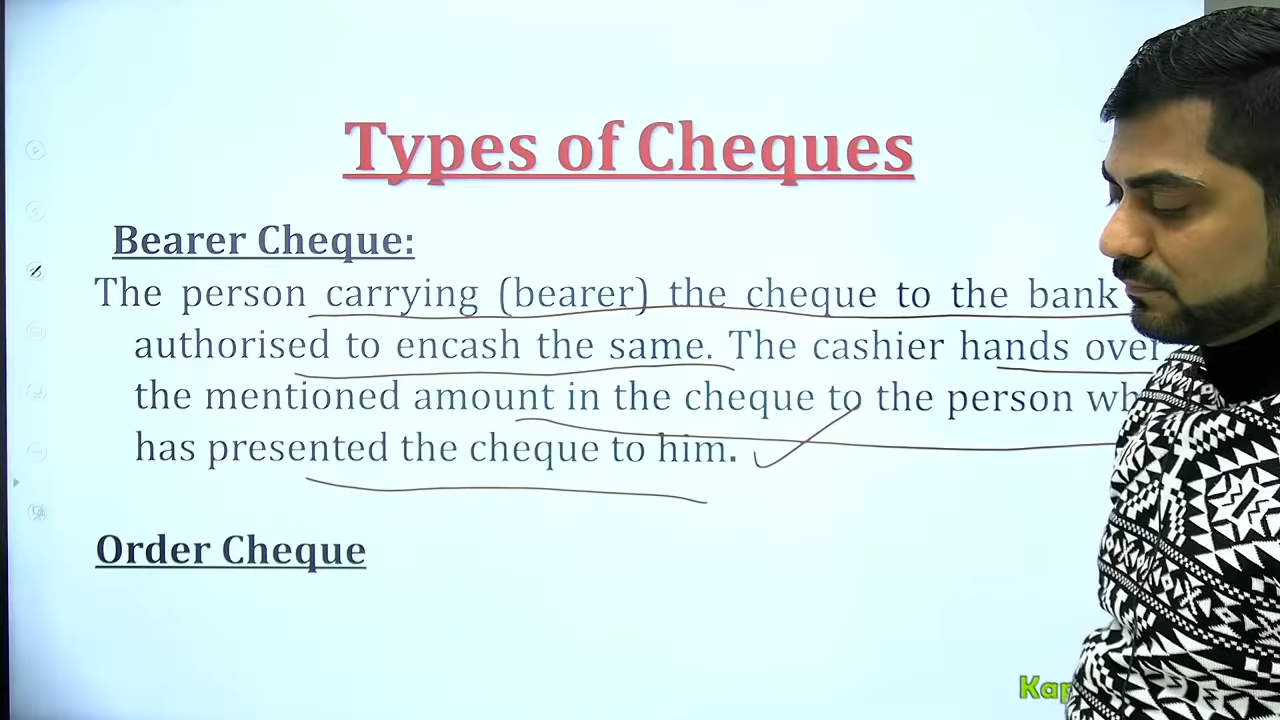 Types of Cheques
Bearer Cheque:
The person carrying (bearer) the cheque to the bank
authorised to encash the same. The cashier hands over
the mentioned amount in the cheque to the person
has presented the cheque to him.
Order Cheque